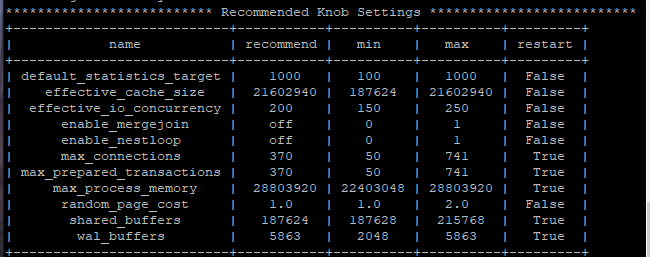 ************************* Recommended Knob Settings *************************
+---------------------------+-----------+----------+----------+---------+
| name | recommend | min | max | restart |
+---------------------------+-----------+----------+----------+---------+
| default_statistics_target | 1000 | 100 | 1000 | False |
| effective_cache_size | 21602940 | 187624 | 21602940 | False |
| effective_io_concurrency | 200 | 150 | 250 | False |
| enable_mergejoin | off | 0 | 1 | False |
| enable_nestloop | off | 0 | 1 | False |
| max_connections | 370 | 50 | 741 | True |
| max_prepared_transactions | 370 | 50 | 741 | True |
| max_process_memory | 28803920 | 22403048 | 28803920 | True |
| random_page_cost | 1.0 | 1.0 | 2.0 | False |
| shared_buffers | 187624 | 187628 | 215768 | True |
| wal_buffers | 5863 | 2048 | 5863 | True |
+---------------------------+-----------+----------+----------+---------+